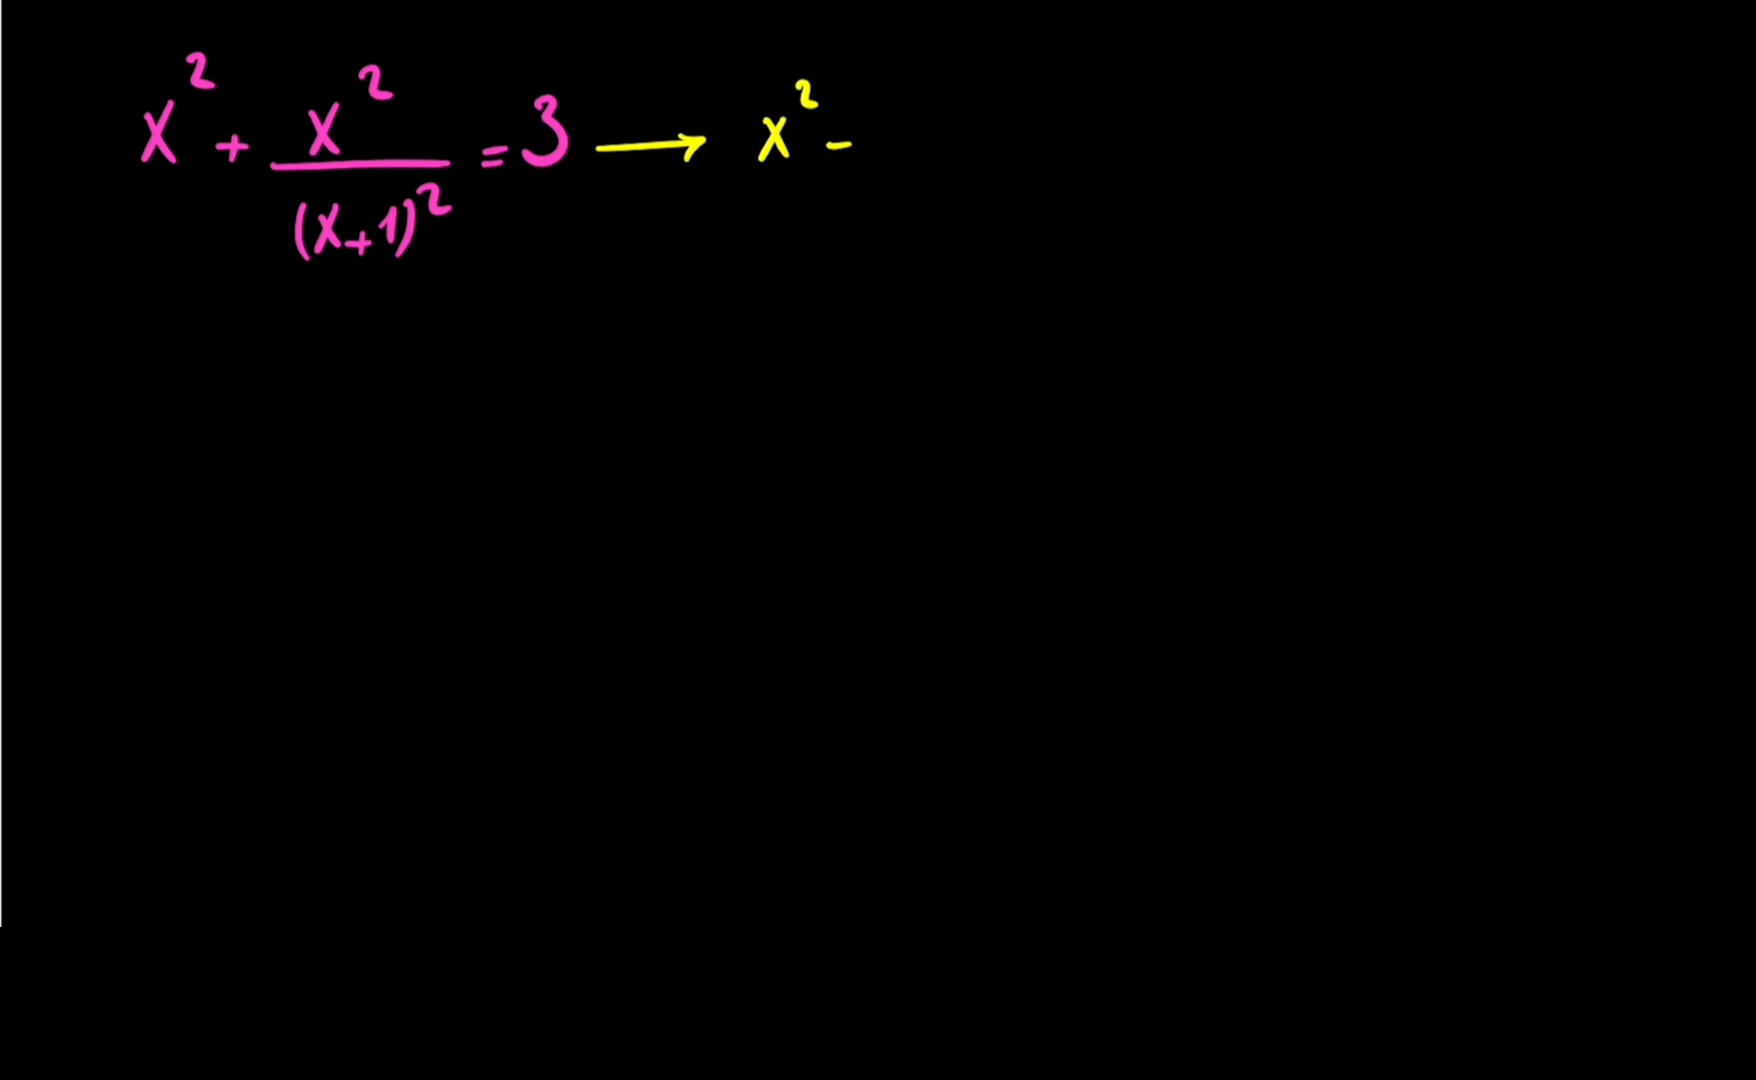 x² + x²/(x+1)² = 3 → x² -